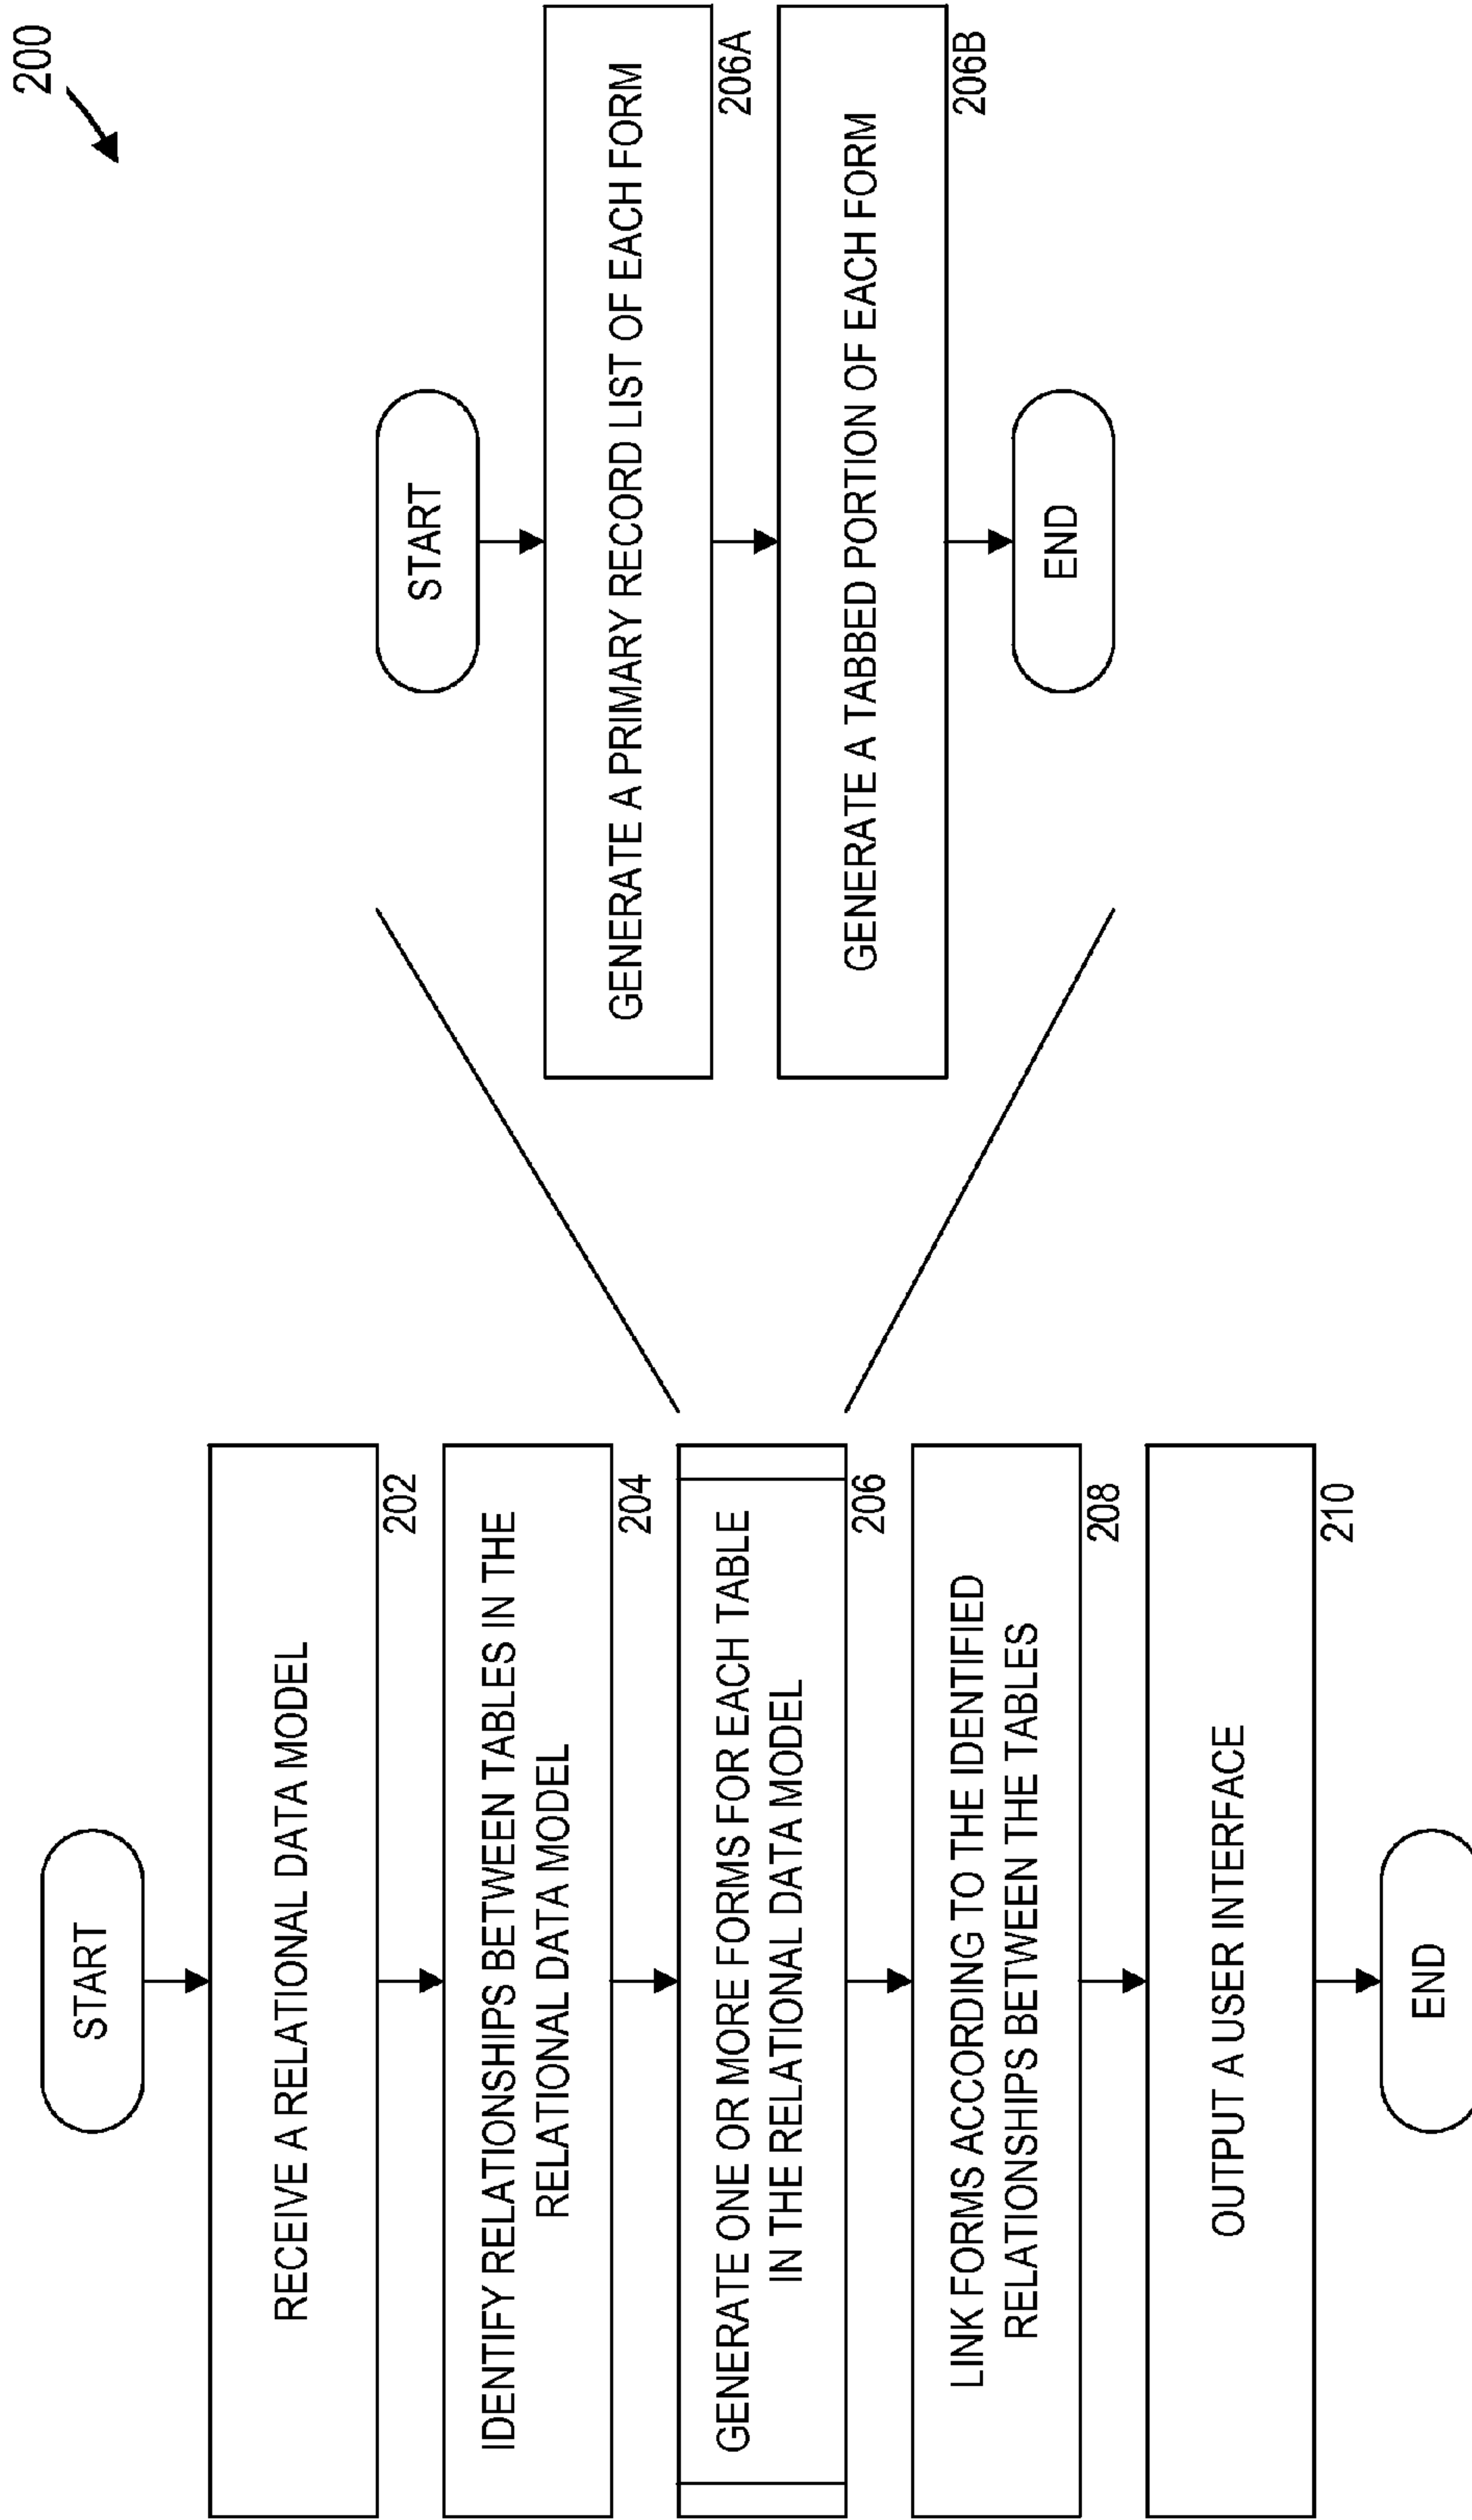 200
START
RECEIVE A RELATIONAL DATA MODEL
202
IDENTIFY RELATIONSHIPS BETWEEN TABLES IN THE
RELATIONAL DATA MODEL
204
GENERATE ONE OR MORE FORMS FOR EACH TABLE
IN THE RELATIONAL DATA MODEL
206
LINK FORMS ACCORDING TO THE IDENTIFIED
RELATIONSHIPS BETWEEN THE TABLES
208
OUTPUT A USER INTERFACE
210
END
START
GENERATE A PRIMARY RECORD LIST OF EACH FORM
206A
GENERATE A TABBED PORTION OF EACH FORM
206B
END